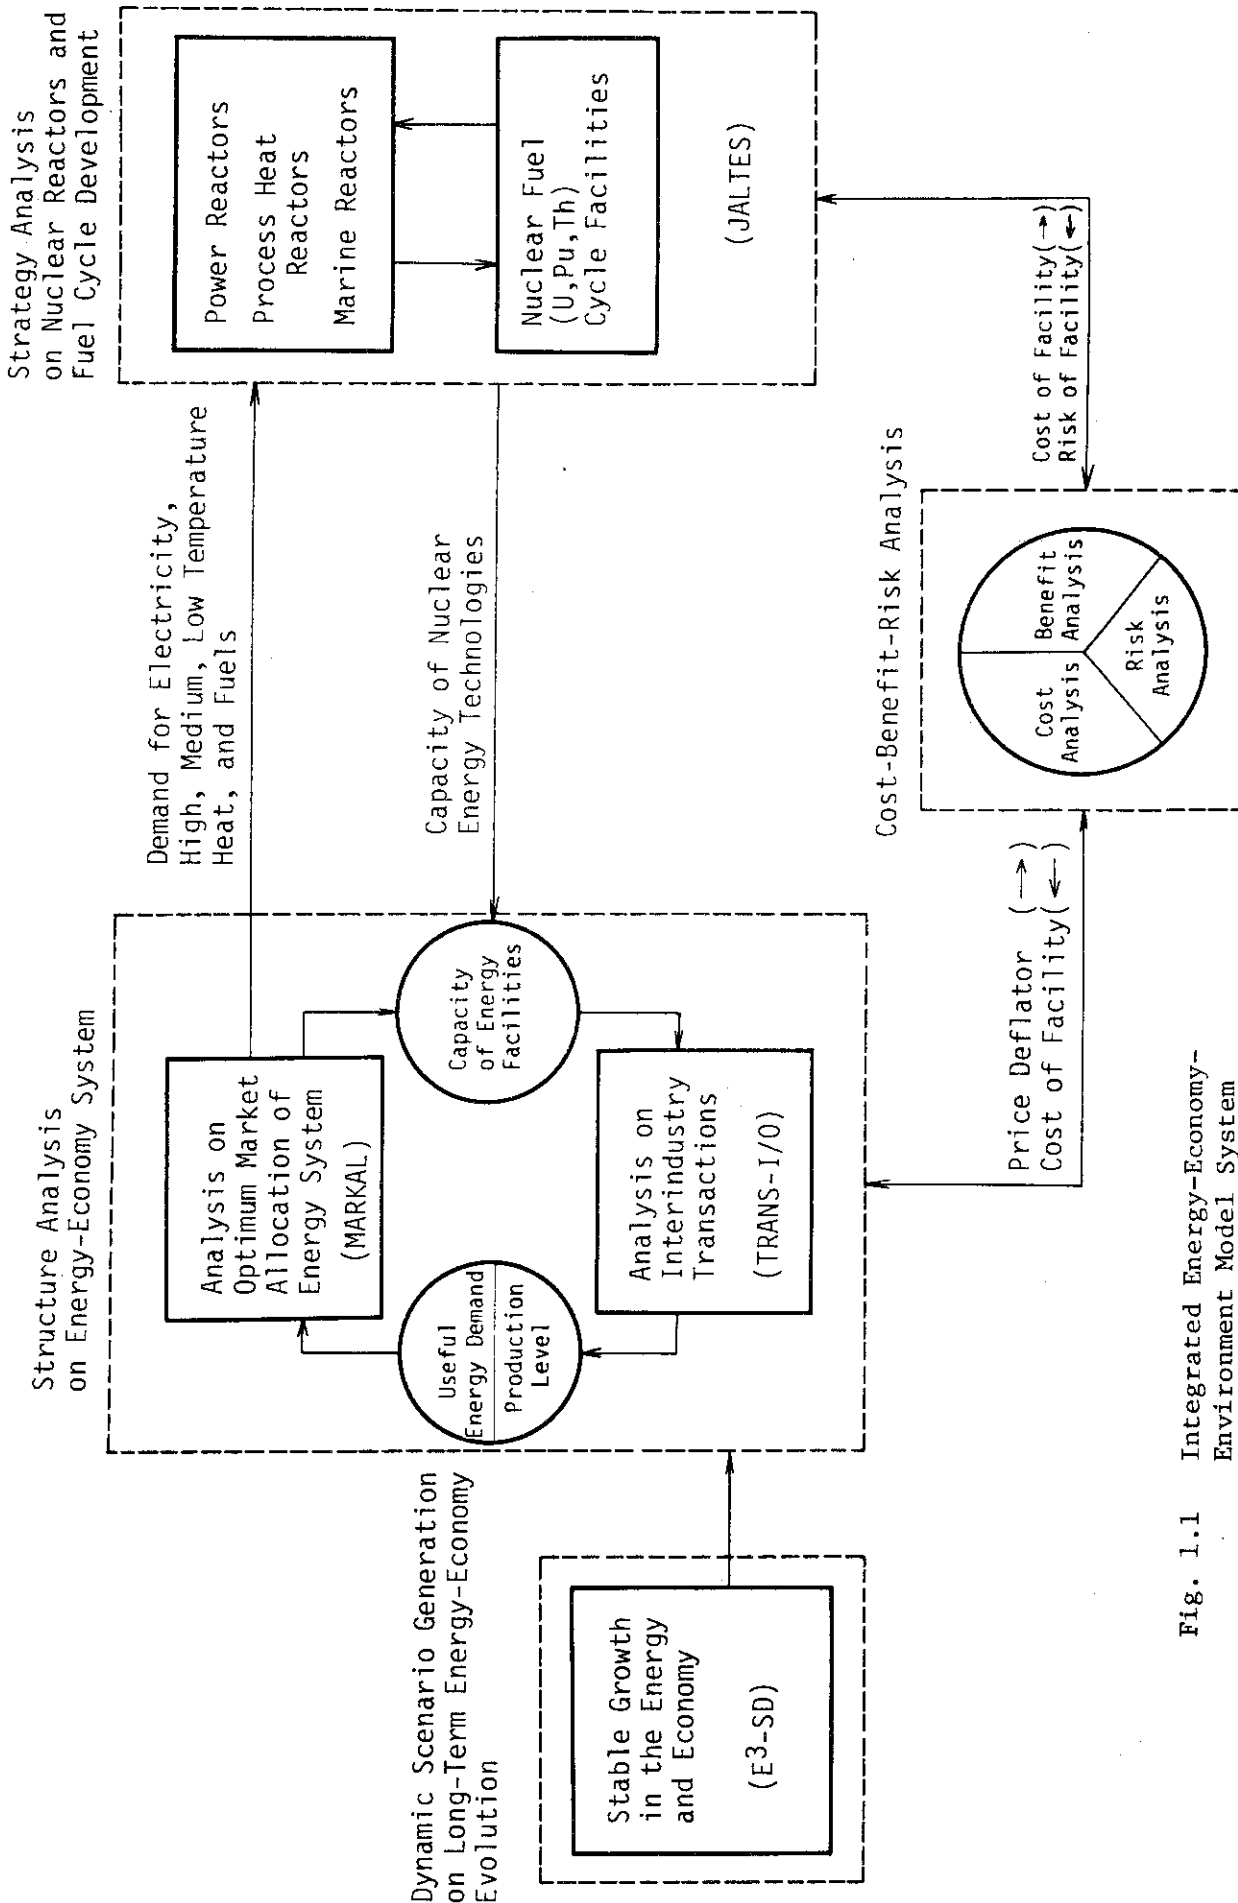 Dynamic Scenario Generation
on Long-Term Energy-Economy
Evolution
Stable Growth
in the Energy
and Economy
(E³-SD)
Structure Analysis
on Energy-Economy System
Analysis on
Optimum Market
Allocation of
Energy System
(MARKAL)
Useful
Energy Demand
Production
Level
Capacity
of Energy
Facilities
Analysis on
Interindustry
Transactions
(TRANS-I/O)
Demand for Electricity,
High, Medium, Low Temperature
Heat, and Fuels
Capacity of Nuclear
Energy Technologies
Strategy Analysis
on Nuclear Reactors and
Fuel Cycle Development
Power Reactors
Process Heat
Reactors
Marine Reactors
Nuclear Fuel
(U,Pu,Th)
Cycle Facilities
(JALTES)
Price Deflator (→)
Cost of Facility(←)
Cost-Benefit-Risk Analysis
Cost
Analysis
Benefit
Analysis
Risk
Analysis
Cost of Facility(→)
Risk of Facility(←)
Fig. 1.1 Integrated Energy-Economy-
Environment Model System